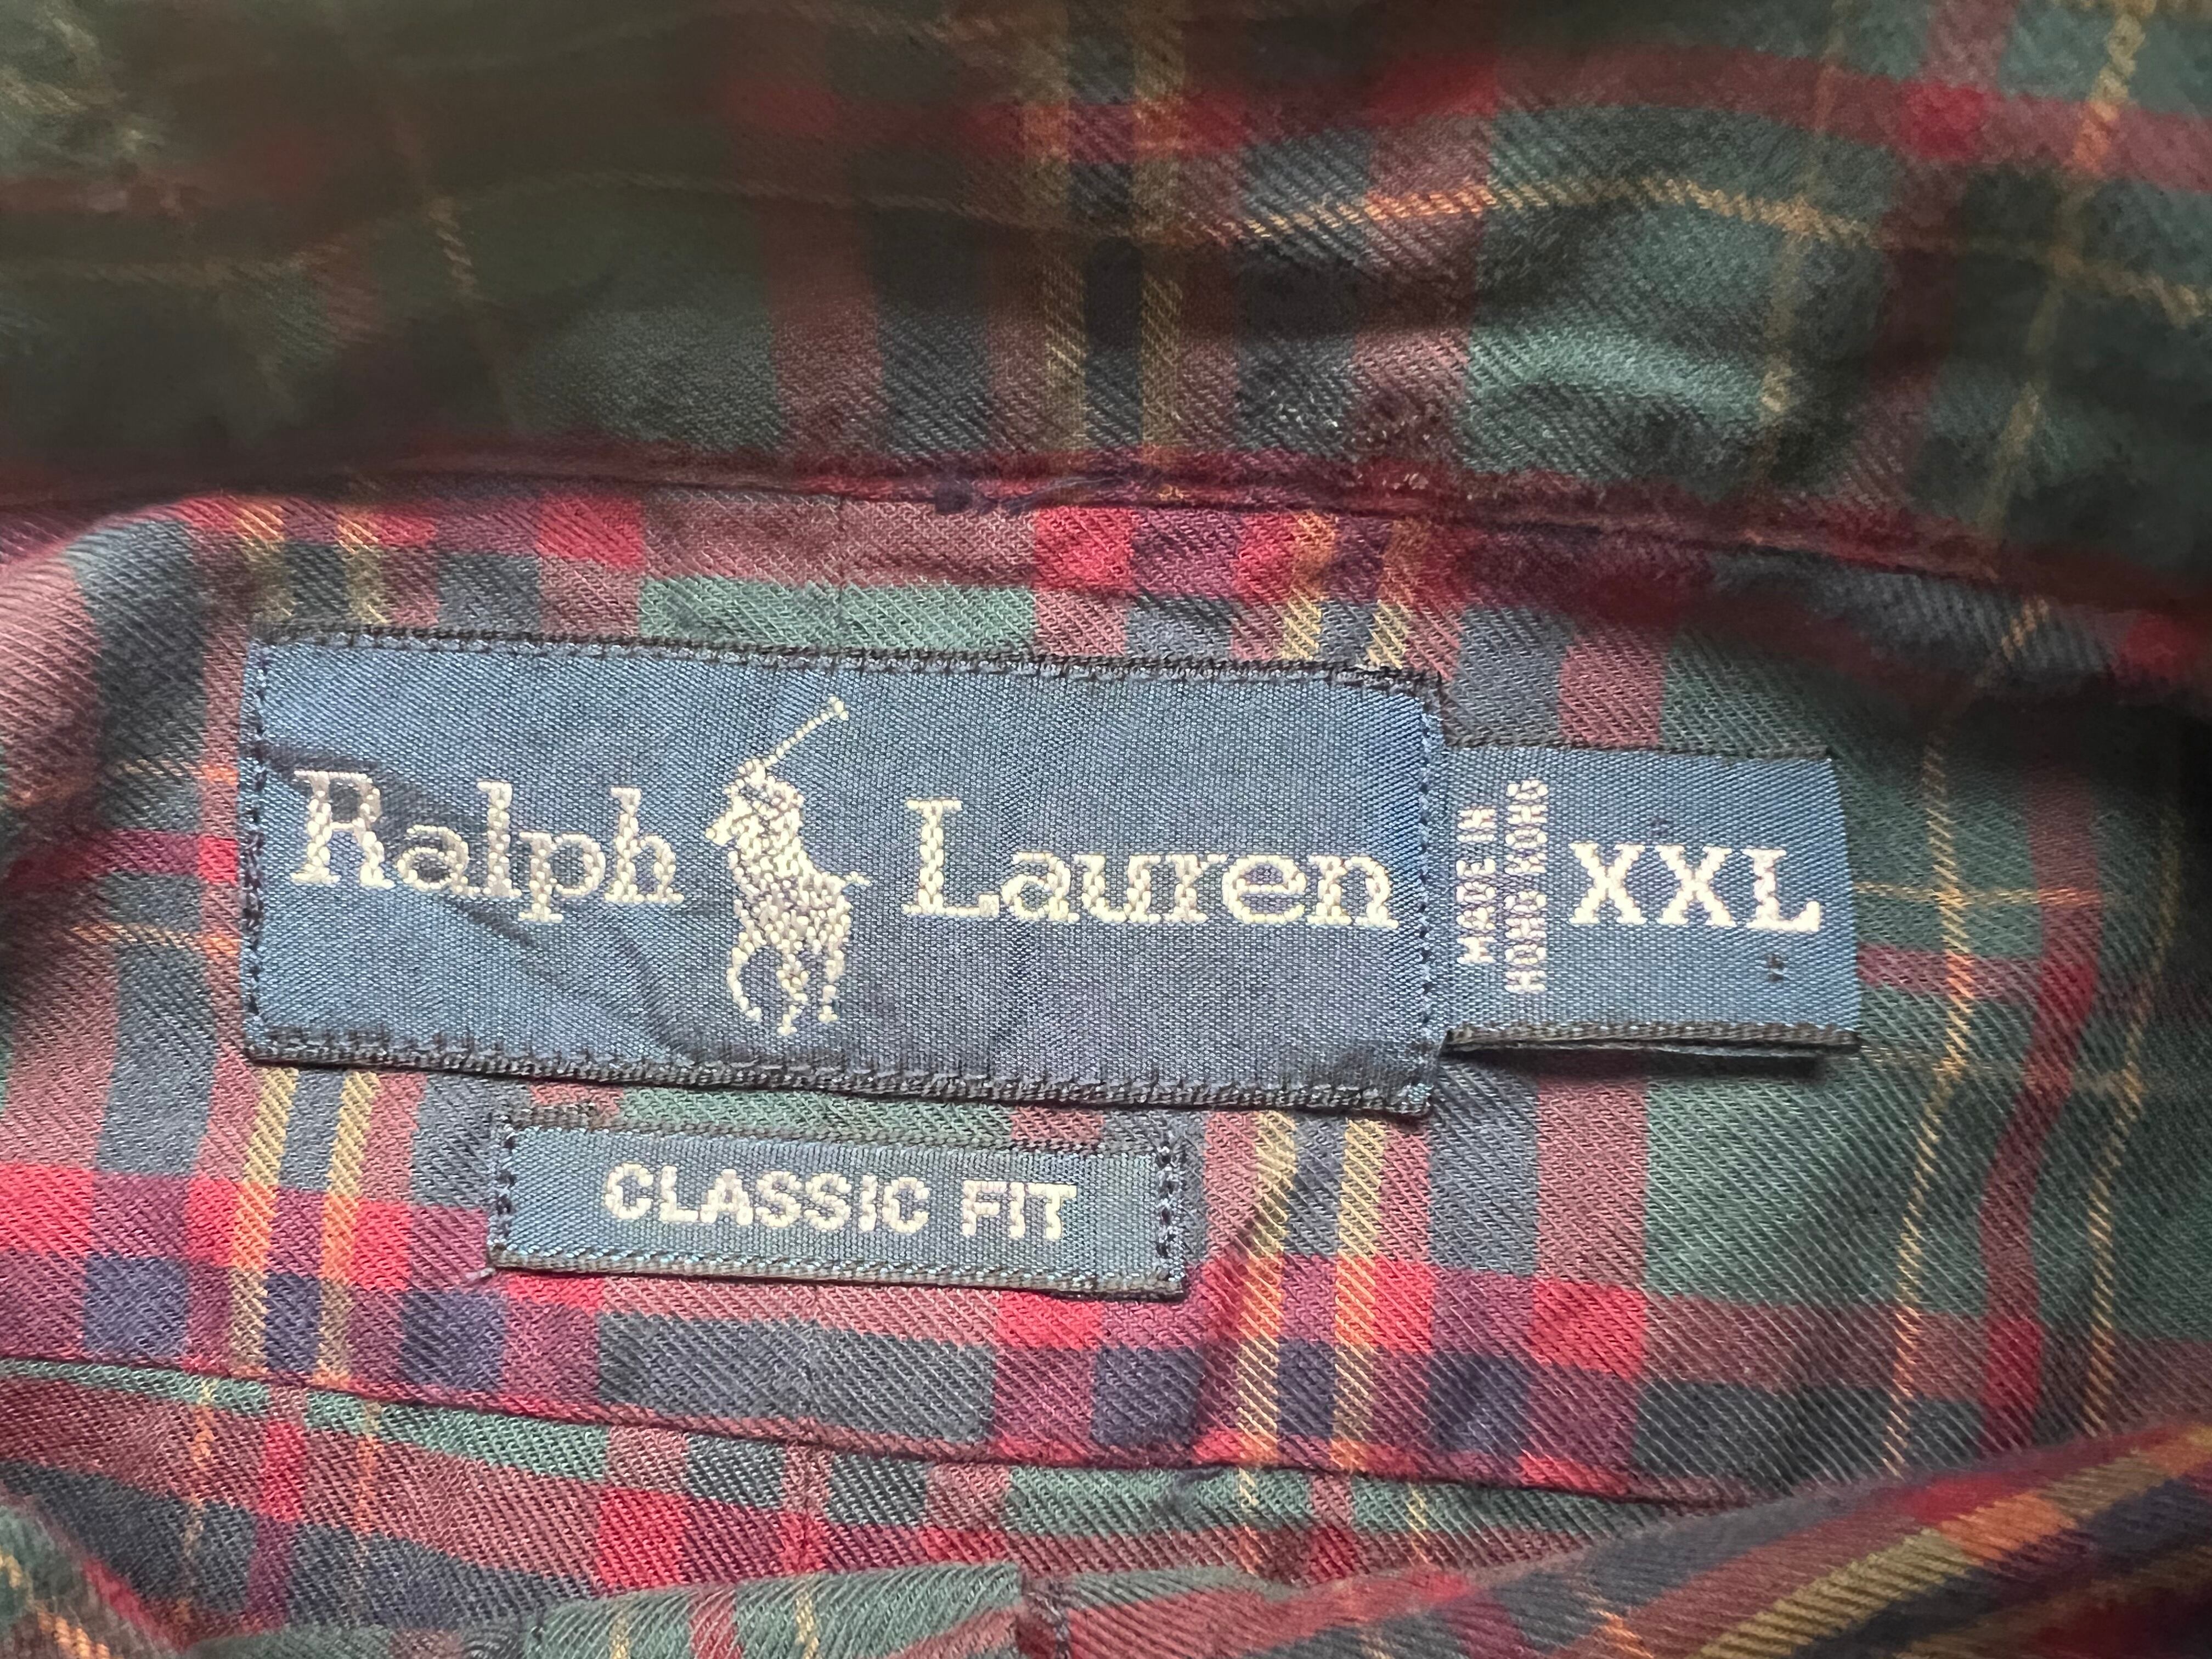 Ralph Lauren
MADE IN
HONG KONG
XXL
CLASSIC FIT